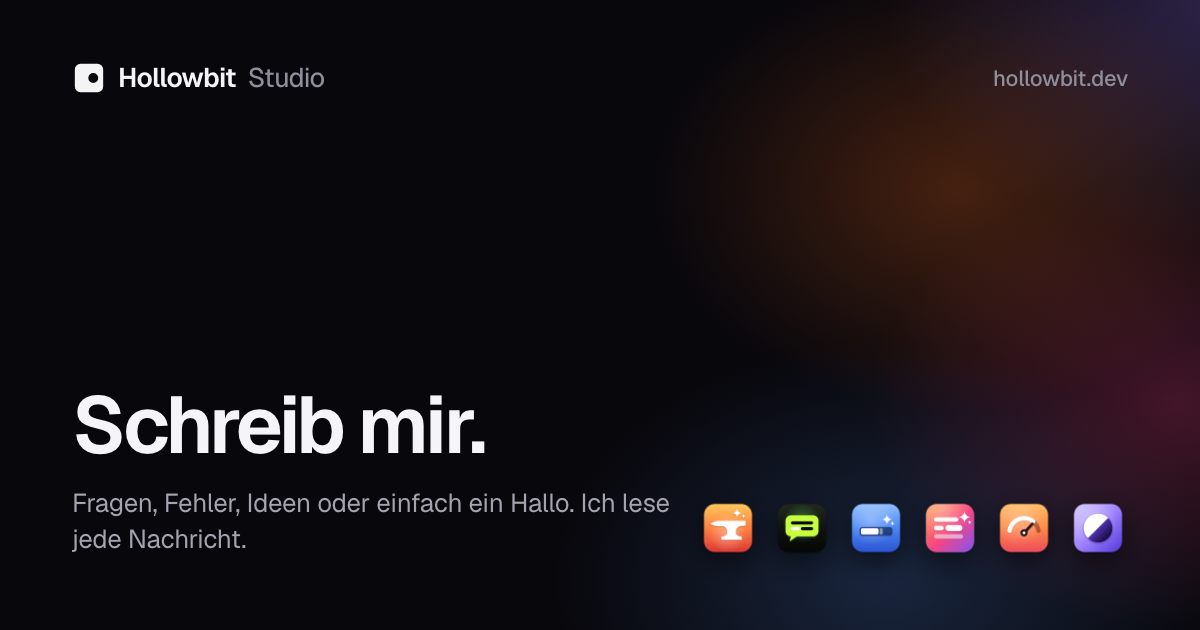 Hollowbit Studio
hollowbit.dev
Schreib mir.
Fragen, Fehler, Ideen oder einfach ein Hallo. Ich lese
jede Nachricht.